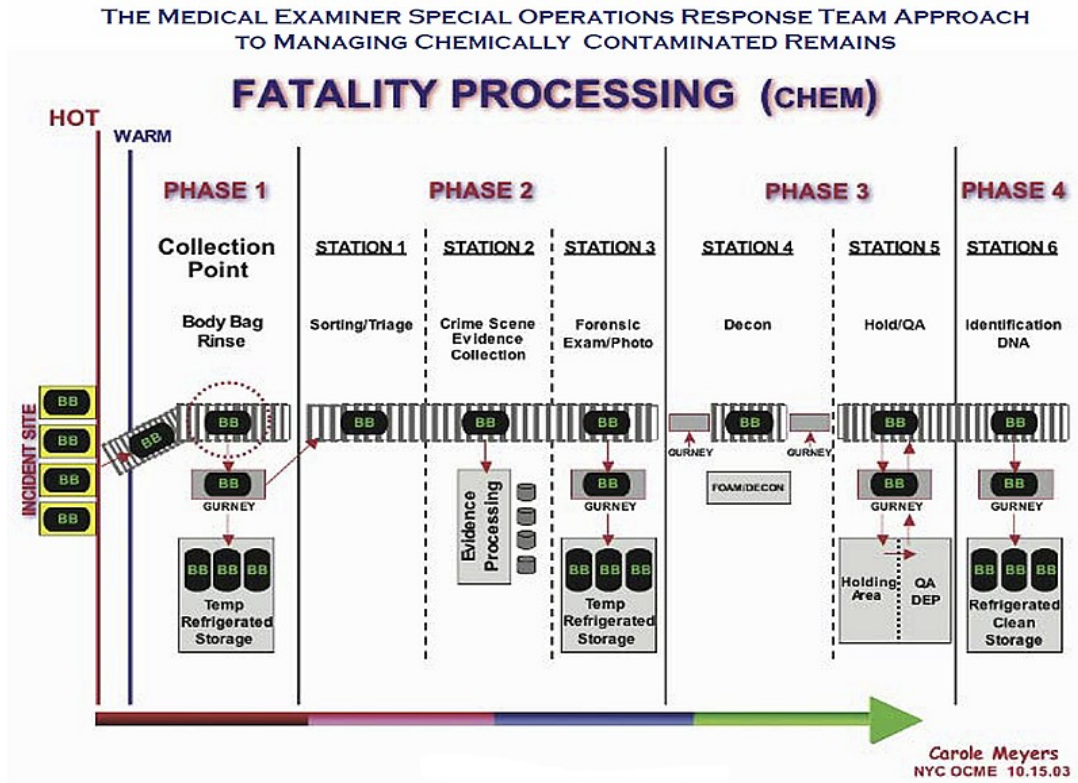 THE MEDICAL EXAMINER SPECIAL OPERATIONS RESPONSE TEAM APPROACH
TO MANAGING CHEMICALLY CONTAMINATED REMAINS
FATALITY PROCESSING (CHEM)
HOT
WARM
PHASE 1
PHASE 2
PHASE 3
PHASE 4
Collection
Point
STATION 1
STATION 2
STATION 3
STATION 4
STATION 5
STATION 6
Body Bag
Rinse
Sorting/Triage
Crime Scene
Evidence
Collection
Forensic
Exam/Photo
Decon
Hold/QA
Identification
DNA
INCIDENT SITE
BB
BB
BB
BB
BB
BB
BB
BB
BB
BB
BB
BB
GURNEY
GURNEY
BB
GURNEY
BB
GURNEY
BB
GURNEY
BB
GURNEY
FOAM/DECON
Evidence
Processing
BB BB BB
Temp
Refrigerated
Storage
BB BB BB
Temp
Refrigerated
Storage
Holding
Area
QA
DEP
BB BB BB
Refrigerated
Clean
Storage
Carole Meyers
NYC OCME 10.15.03